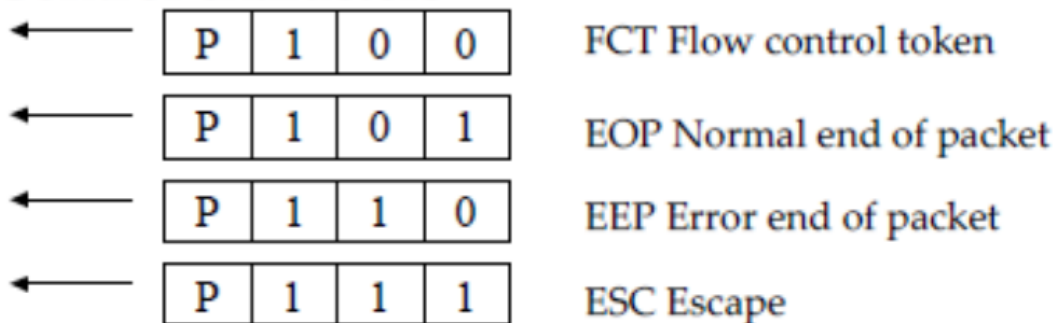 P 1 0 0 FCT Flow control token
P 1 0 1 EOP Normal end of packet
P 1 1 0 EEP Error end of packet
P 1 1 1 ESC Escape